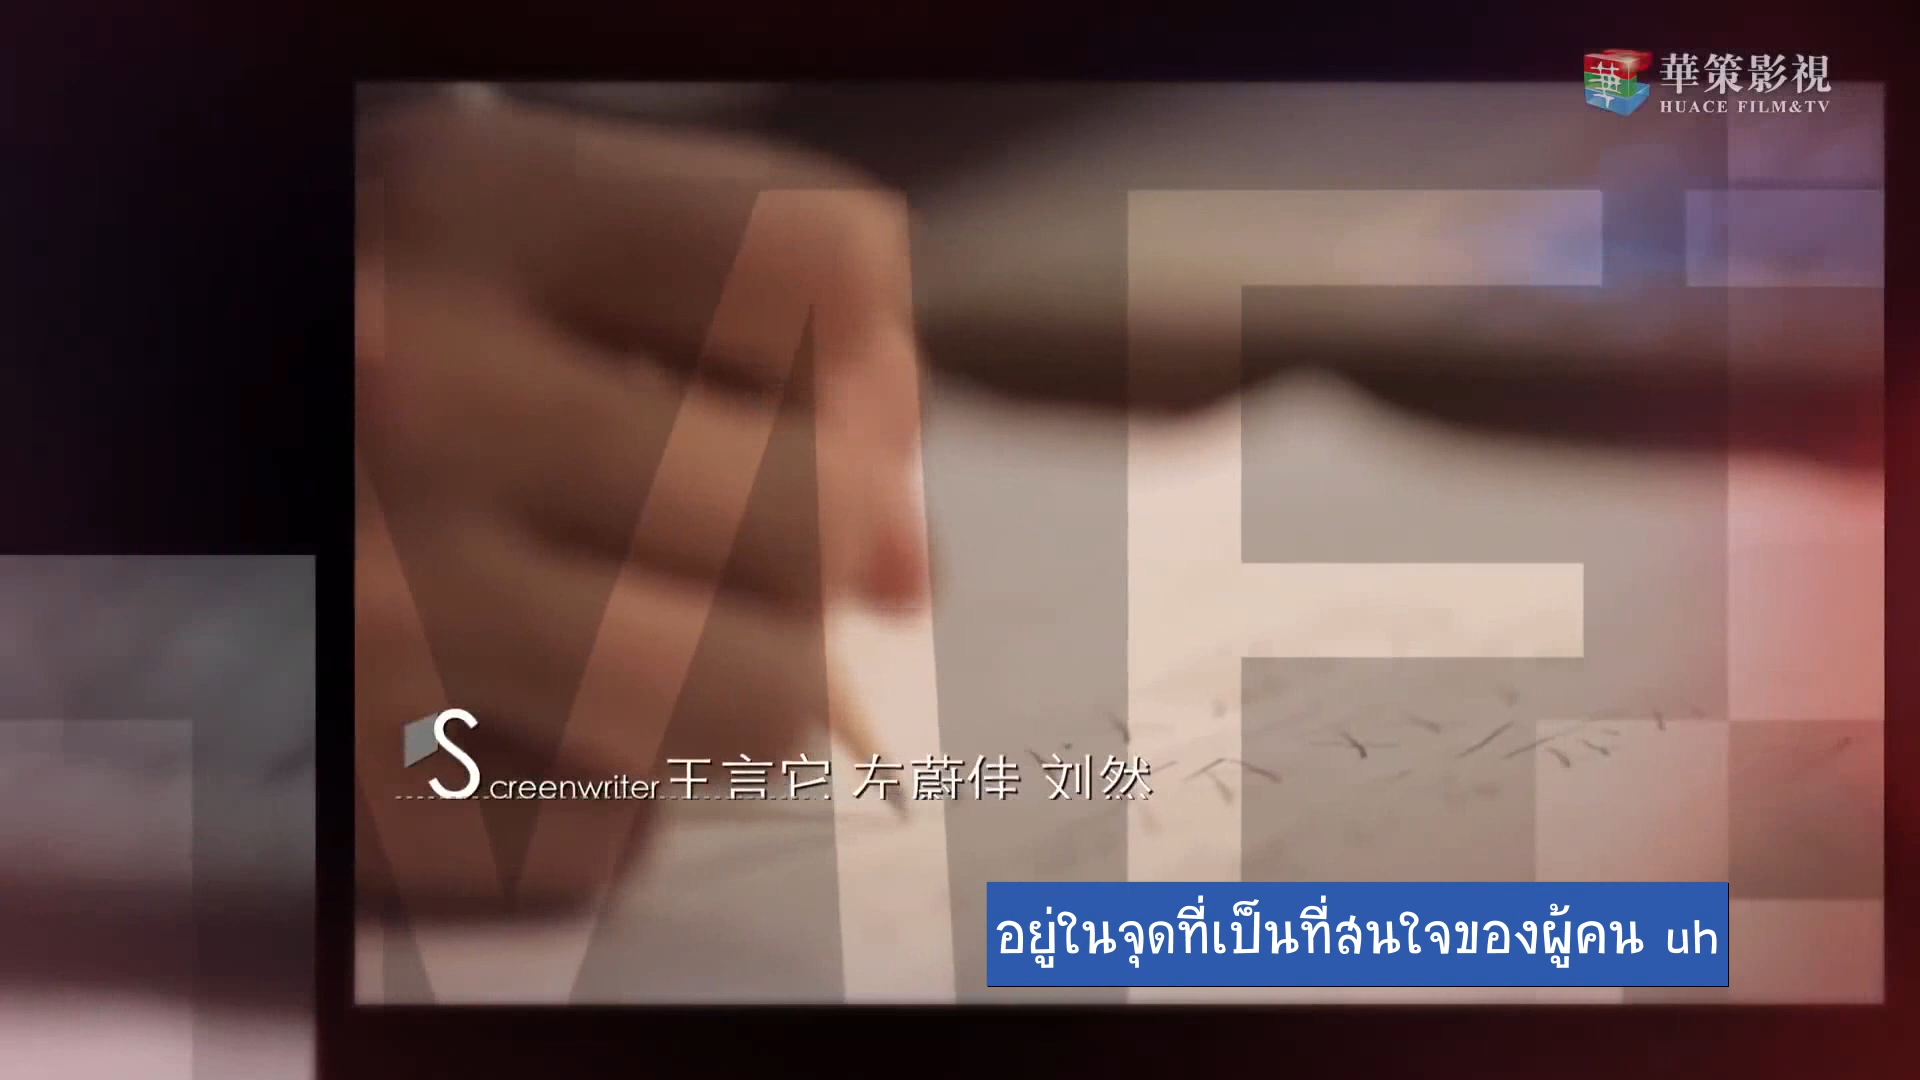 華策影視
HUACE FILM&TV
ME
Screenwriter 王言它 左蔚佳 刘然
อยู่ในจุดที่เป็นที่สนใจของผู้คน uh